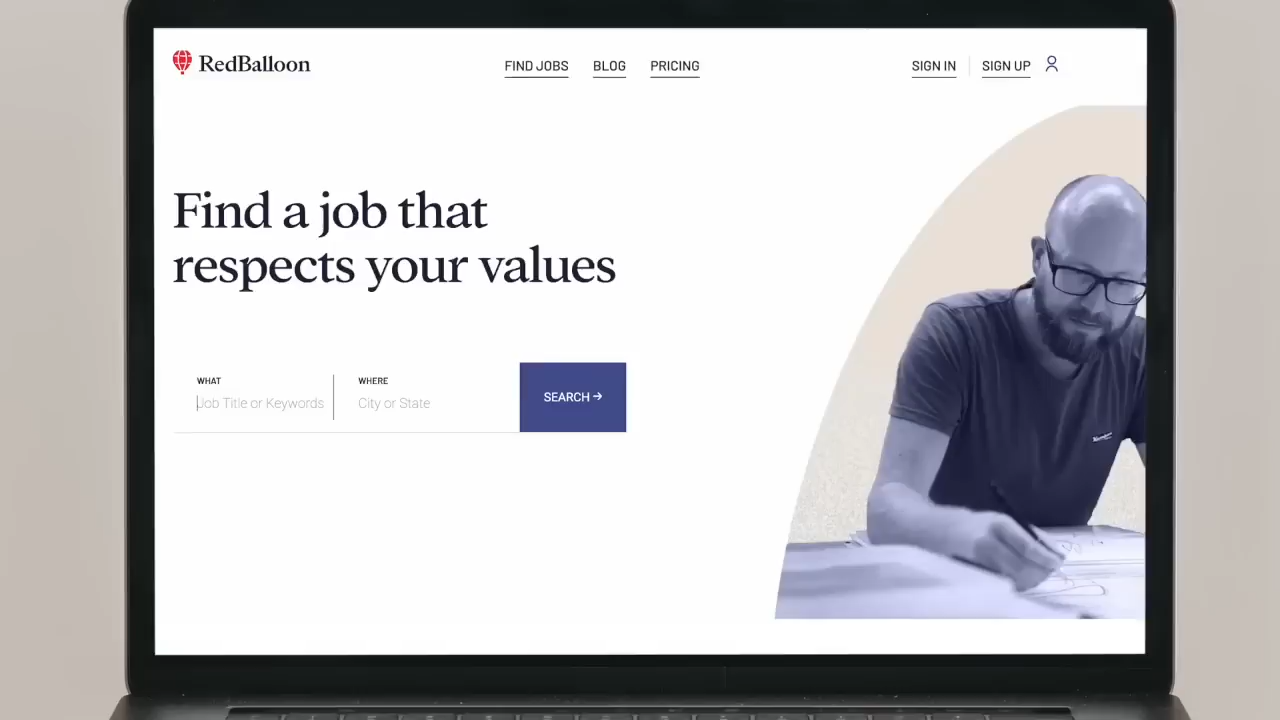 RedBalloon
FIND JOBS BLOG PRICING
SIGN IN SIGN UP
Find a job that
respects your values
WHAT
Job Title or Keywords
WHERE
City or State
SEARCH →